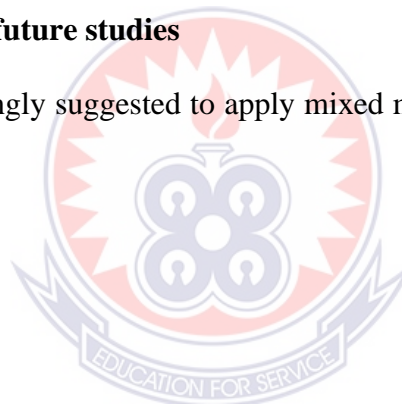 future studies
ngly suggested to apply mixed
EDUCATION FOR SERVICE